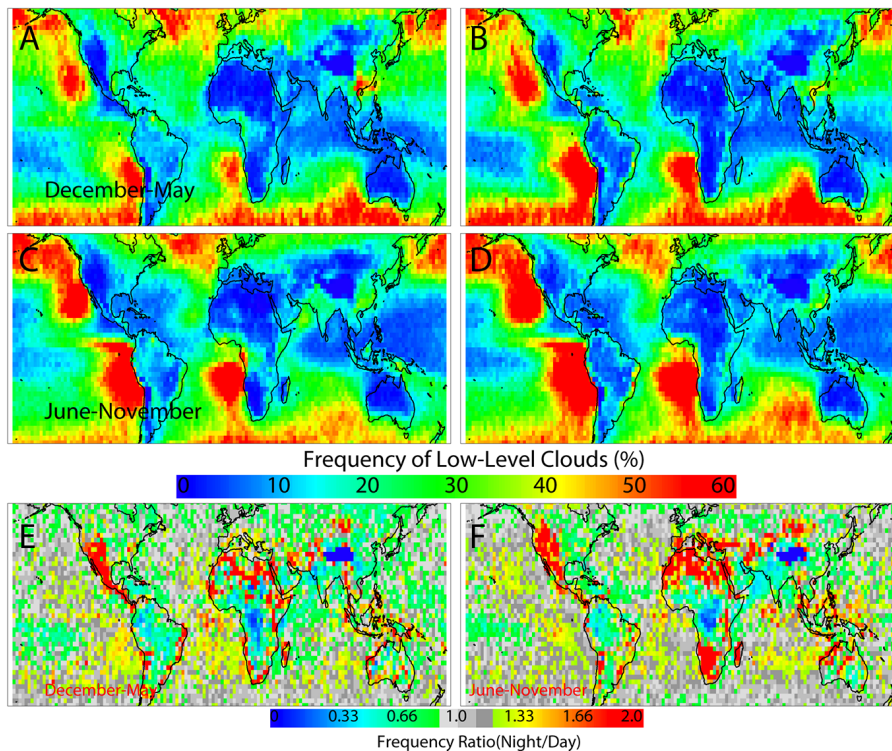 A
B
December-May
C
D
June-November
Frequency of Low-Level Clouds (%)
0 10 20 30 40 50 60
E
F
December-May
June-November
0 0.33 0.66 1.0 1.33 1.66 2.0
Frequency Ratio(Night/Day)